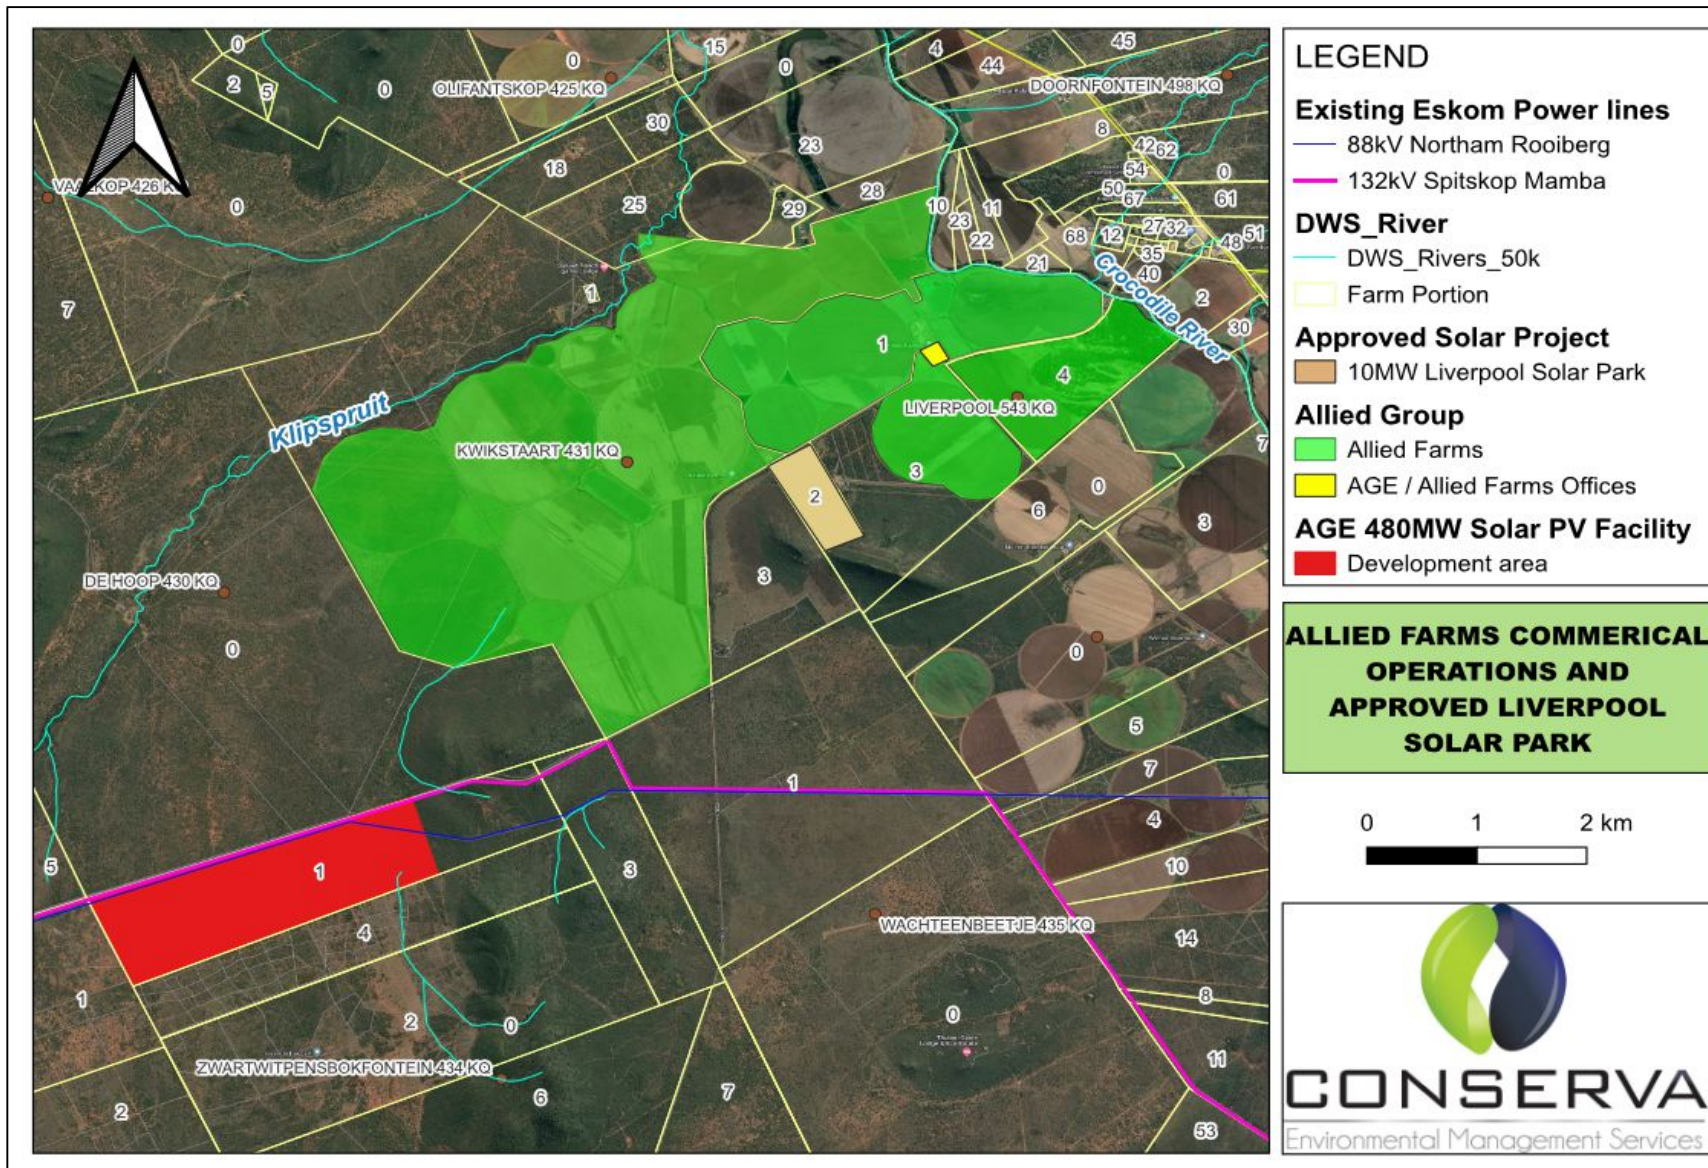 0
15
45
4
0
0
44
2
5
0
OLIFANTSKOP 425 KQ
DOORNFONTEIN 498 KQ
30
8
23
42
62
18
54
0
VAALKOP 426 K
50
67
61
0
28
25
29
10
23
11
22
68
12
27
32
48
51
35
21
40
Crocodile River
1
2
7
30
1
4
LIVERPOOL 543 KQ
Klipspruit
KWIKSTAART 431 KQ
7
3
2
0
6
3
DE HOOP 430 KQ
3
0
0
5
7
1
4
5
1
3
10
WACHTEENBEETJE 435 KQ
4
14
1
8
2
0
0
11
ZWARTWITPENSBOKFONTEIN 434 KQ
6
7
2
53
LEGEND
Existing Eskom Power lines
88kV Northam Rooiberg
132kV Spitskop Mamba
DWS_River
DWS_Rivers_50k
Farm Portion
Approved Solar Project
10MW Liverpool Solar Park
Allied Group
Allied Farms
AGE / Allied Farms Offices
AGE 480MW Solar PV Facility
Development area
ALLIED FARMS COMMERICAL
OPERATIONS AND
APPROVED LIVERPOOL
SOLAR PARK
0 1 2 km
CONSERVA
Environmental Management Services